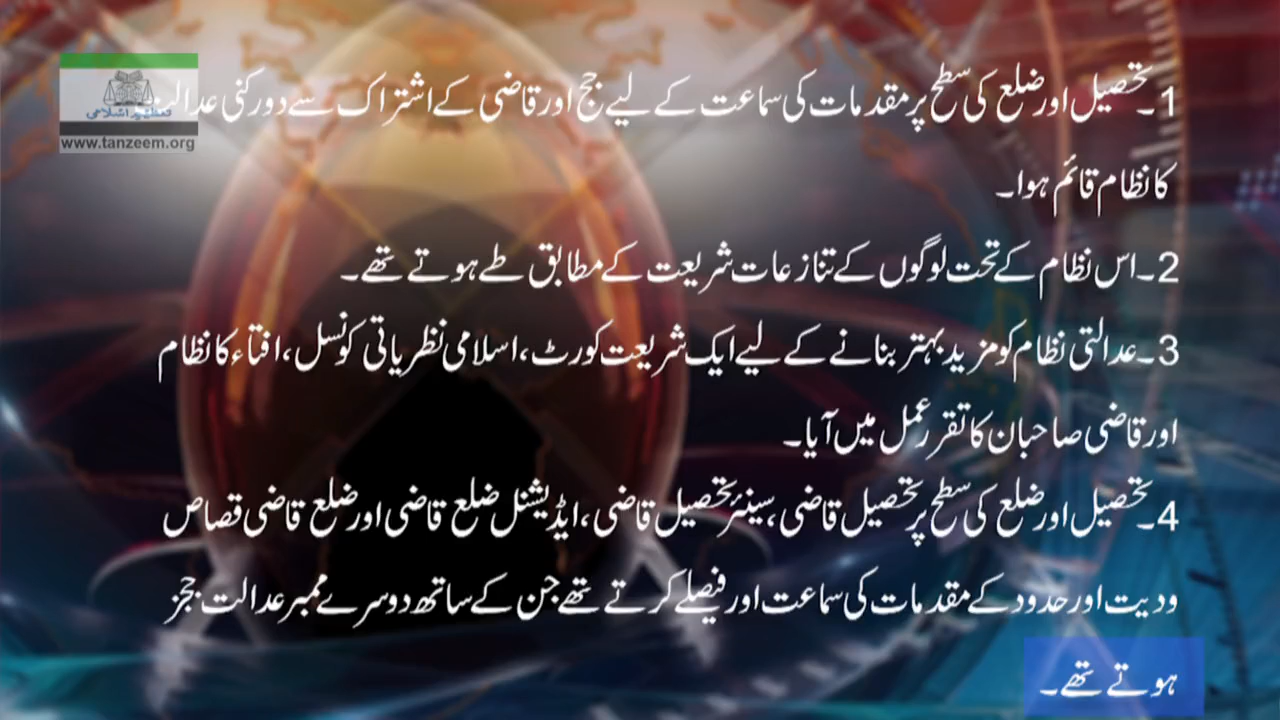 تنظیم اسلامی
www.tanzeem.org
1۔تحصیل اور ضلع کی سطح پر مقدمات کی سماعت کے لیے جج اور قاضی کے اشتراک سے دورکنی عدالت
کا نظام قائم ہوا۔
2۔اس نظام کے تحت لوگوں کے تنازعات شریعت کے مطابق طے ہوتے تھے۔
3۔عدالتی نظام کو مزید بہتر بنانے کے لیے ایک شریعت کورٹ، اسلامی نظریاتی کونسل، افتاء کا نظام
اور قاضی صاحبان کا تقرر عمل میں آیا۔
4۔تحصیل اور ضلع کی سطح پر تحصیل قاضی، سینئر تحصیل قاضی، ایڈیشنل ضلع قاضی اور ضلع قاضی قصاص
ودیت اور حدود کے مقدمات کی سماعت اور فیصلے کرتے تھے جن کے ساتھ دوسرے ممبر عدالت ججز
ہوتے تھے۔